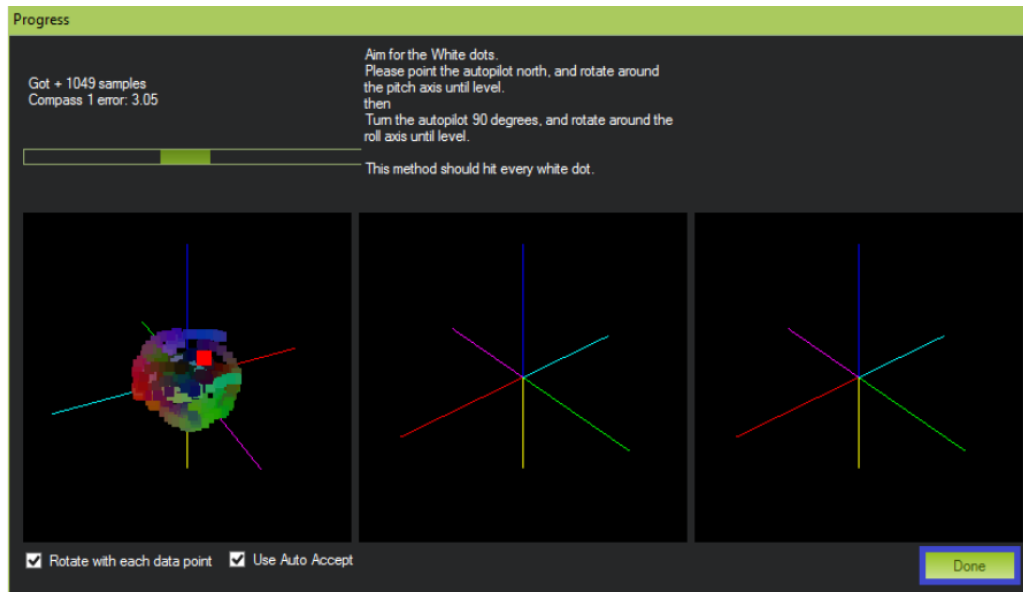 Progress
Got + 1049 samples
Compass 1 error: 3.05
Aim for the White dots.
Please point the autopilot north, and rotate around
the pitch axis until level.
then
Turn the autopilot 90 degrees, and rotate around the
roll axis until level.
This method should hit every white dot.
Rotate with each data point
Use Auto Accept
Done